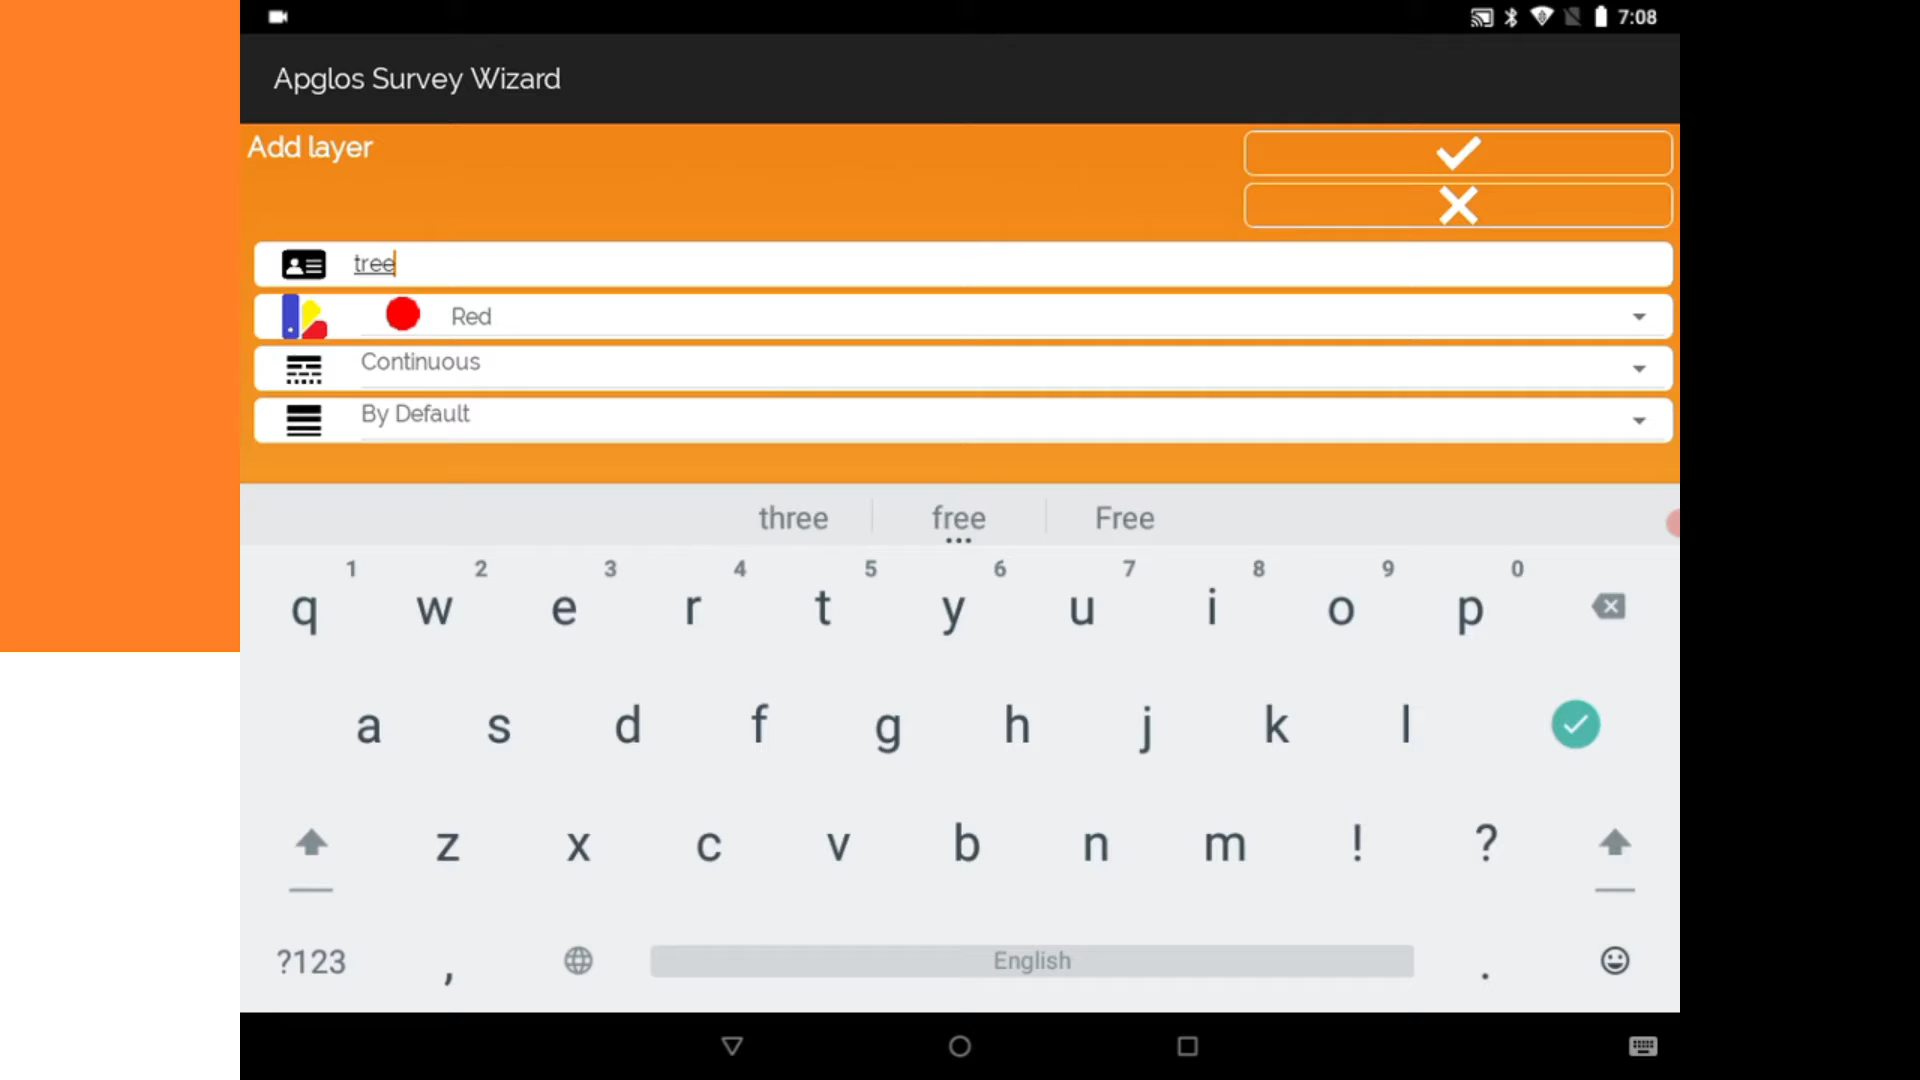 7:08
Apglos Survey Wizard
Add layer
tree
Red
Continuous
By Default
three free Free
1 2 3 4 5 6 7 8 9 0
q w e r t y u i o p
a s d f g h j k l
z x c v b n m ! ?
?123 , English .